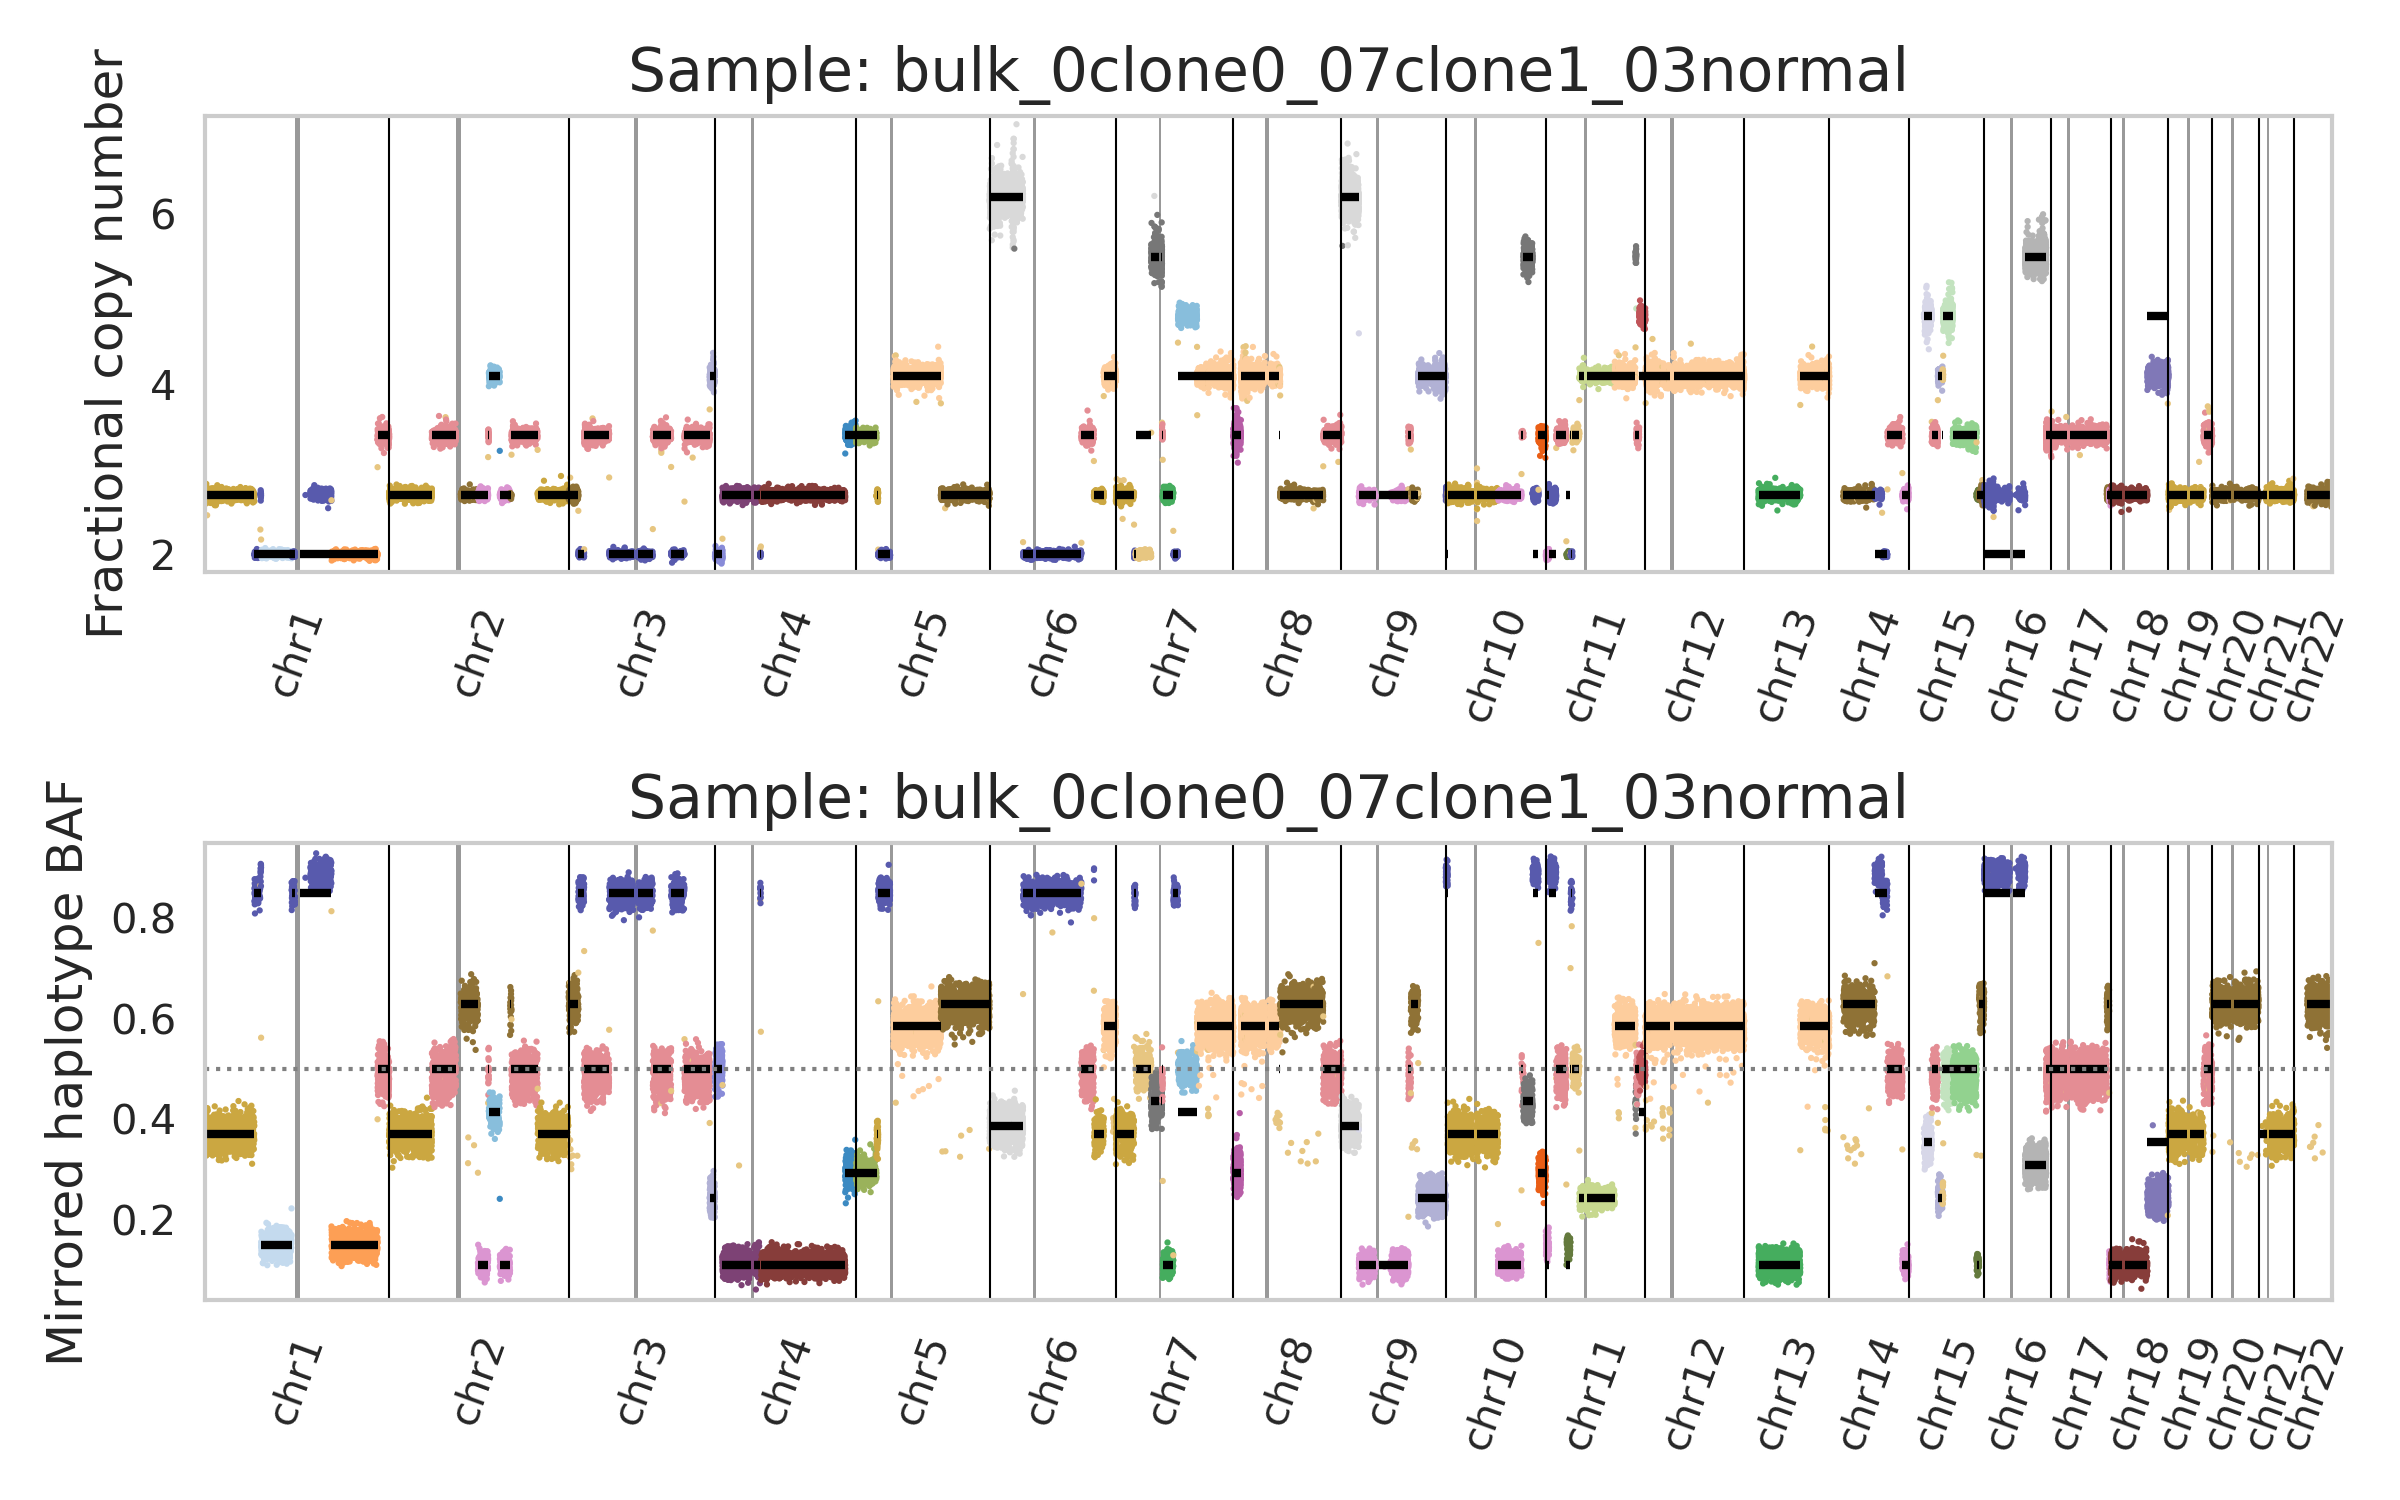 Sample: bulk_0clone0_07clone1_03normal
Fractional copy number
6
4
2
chr1
chr2
chr3
chr4
chr5
chr6
chr7
chr8
chr9
chr10
chr11
chr12
chr13
chr14
chr15
chr16
chr17
chr18
chr19
chr20
chr21
chr22
Sample: bulk_0clone0_07clone1_03normal
Mirrored haplotype BAF
0.8
0.6
0.4
0.2
chr1
chr2
chr3
chr4
chr5
chr6
chr7
chr8
chr9
chr10
chr11
chr12
chr13
chr14
chr15
chr16
chr17
chr18
chr19
chr20
chr21
chr22